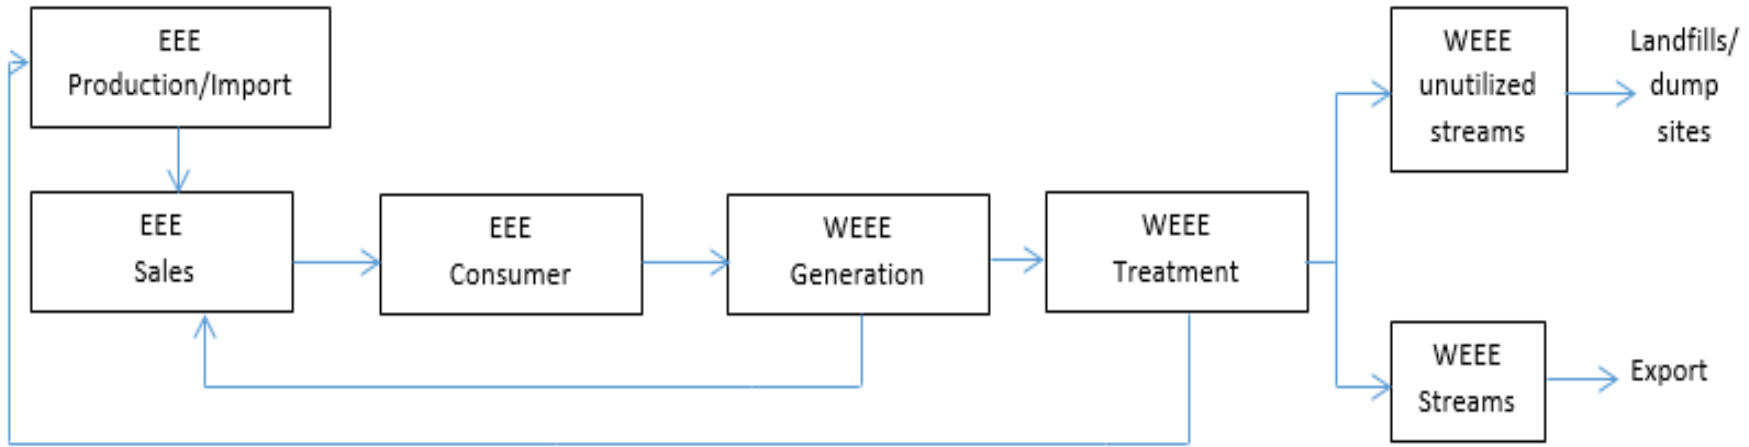 EEE
Production/Import
EEE
Sales
EEE
Consumer
WEEE
Generation
WEEE
Treatment
WEEE
unutilized
streams
Landfills/
dump
sites
WEEE
Streams
Export